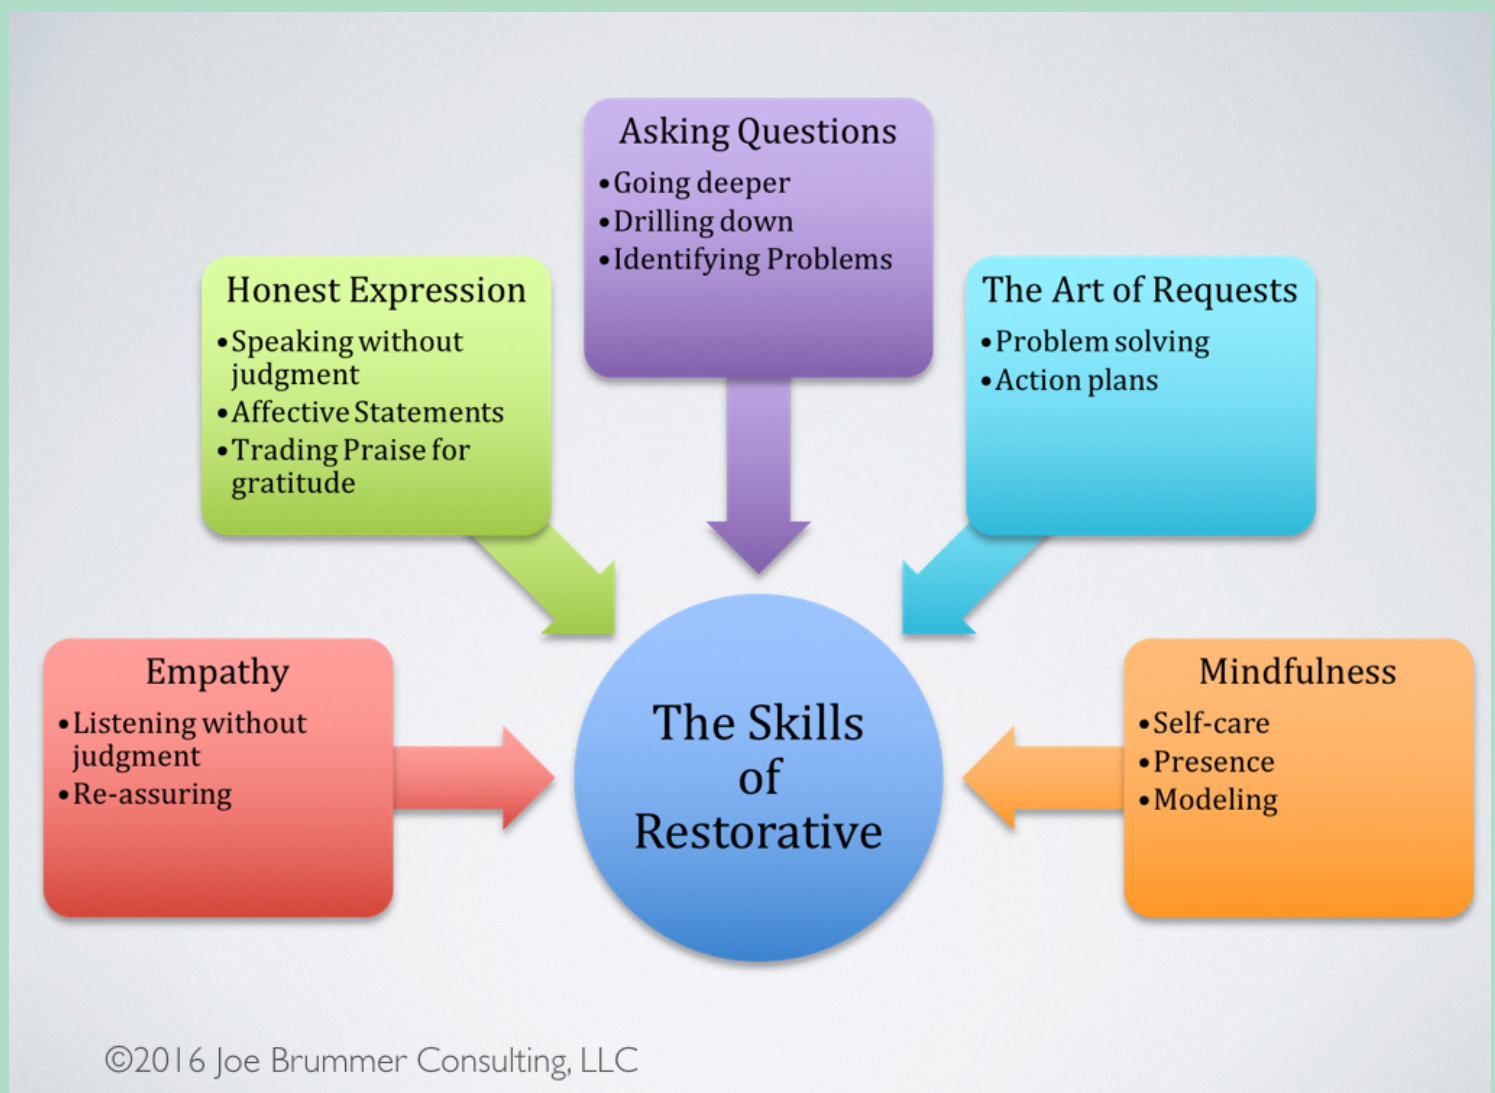 Asking Questions
•Going deeper
•Drilling down
•Identifying Problems
Honest Expression
•Speaking without
judgment
•Affective Statements
•Trading Praise for
gratitude
The Art of Requests
•Problem solving
•Action plans
Empathy
•Listening without
judgment
•Re-assuring
The Skills
of
Restorative
Mindfulness
•Self-care
•Presence
•Modeling
©2016 Joe Brummer Consulting, LLC